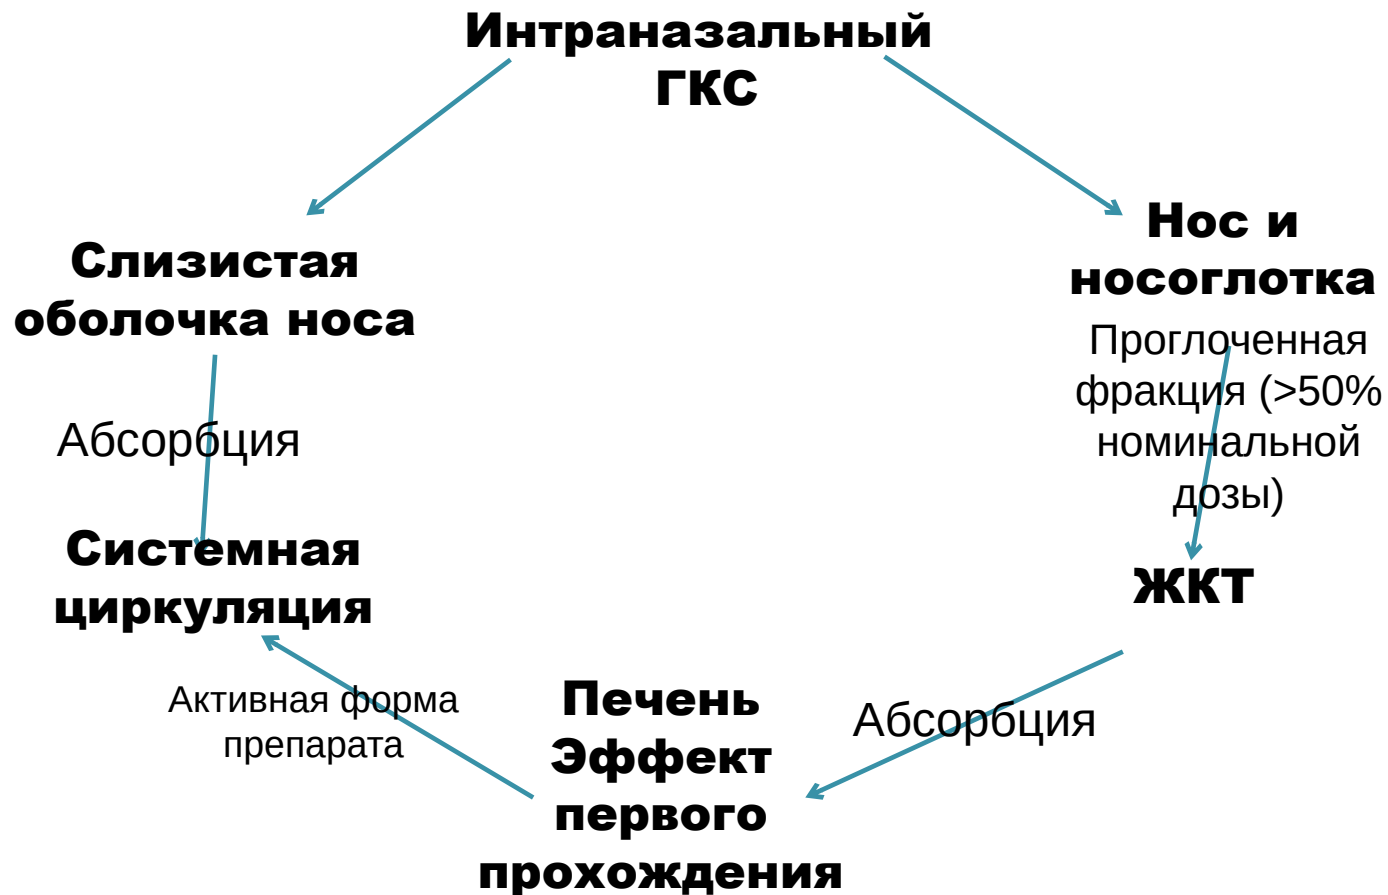 Интраназальный
ГКС
Слизистая
оболочка носа
Абсорбция
Системная
циркуляция
Активная форма
препарата
Нос и
носоглотка
Проглоченная
фракция (>50%
номинальной
дозы)
ЖКТ
Абсорбция
Печень
Эффект
первого
прохождения